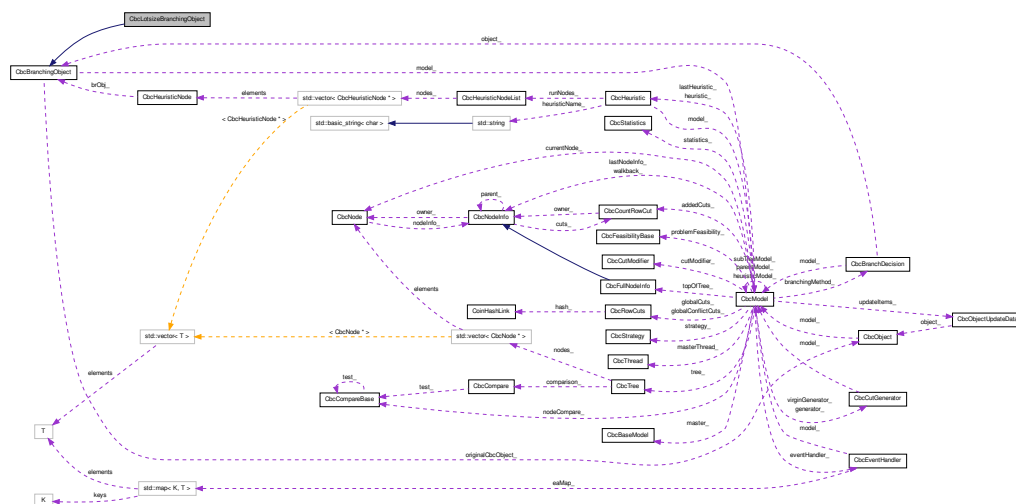 CbcLotsizeBranchingObject
object_
CbcBranchingObject
model_
brObj_
CbcHeuristicNode
elements
std::vector< CbcHeuristicNode * >
nodes_
CbcHeuristicNodeList
runNodes_
CbcHeuristic
lastHeuristic_
heuristic_
heuristicName_
< CbcHeuristicNode * >
std::basic_string< char >
std::string
CbcStatistics
model_
statistics_
currentNode_
lastNodeInfo_
walkback_
parent_
CbcNode
owner_
nodeInfo_
CbcNodeInfo
owner_
cuts_
CbcCountRowCut
addedCuts_
CbcFeasibilityBase
problemFeasibility_
CbcCutModifier
cutModifier_
subTreeModel_
parentModel_
heuristicModel_
model_
CbcBranchDecision
branchingMethod_
CbcFullNodeInfo
topOfTree_
CbcModel
updateItems_
elements
CoinHashLink
hash_
CbcRowCuts
globalCuts_
globalConflictCuts_
CbcObjectUpdateData
model_
object_
std::vector< T >
< CbcNode * >
std::vector< CbcNode * >
CbcStrategy
strategy_
CbcObject
nodes_
CbcThread
masterThread_
model_
elements
test_
CbcCompareBase
test_
CbcCompare
comparison_
CbcTree
tree_
virginGenerator_
generator_
CbcCutGenerator
nodeCompare_
T
CbcBaseModel
master_
model_
originalCbcObject_
eventHandler_
CbcEventHandler
elements
K
keys
std::map< K, T >
eaMap_